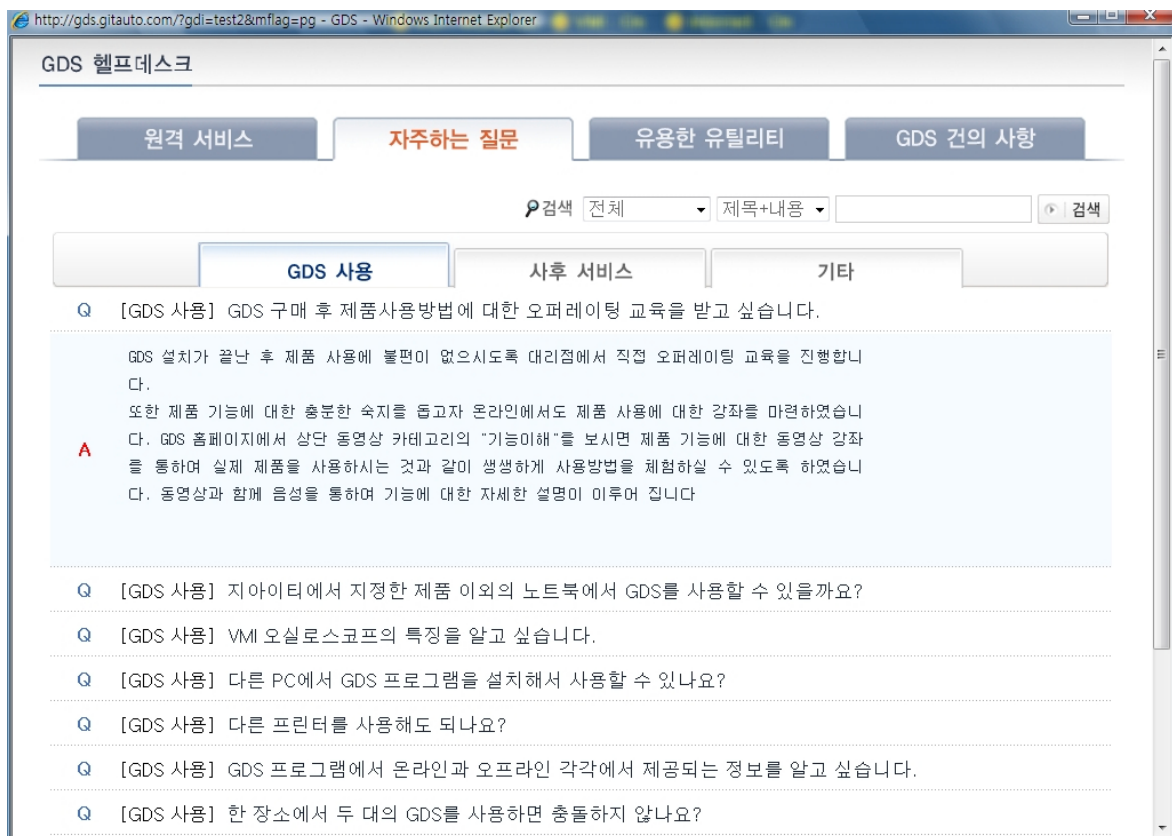 http://gds.gitauto.com/?gdi=test2&mflag=pg - GDS - Windows Internet Explorer
GDS 헬프데스크
원격 서비스 자주하는 질문 유용한 유틸리티 GDS 건의 사항
검색 전체 제목+내용 검색
GDS 사용 사후 서비스 기타
Q [GDS 사용] GDS 구매 후 제품사용방법에 대한 오퍼레이팅 교육을 받고 싶습니다.
GDS 설치가 끝난 후 제품 사용에 불편이 없으시도록 대리점에서 직접 오퍼레이팅 교육을 진행합니
다.
또한 제품 기능에 대한 충분한 숙지를 돕고자 온라인에서도 제품 사용에 대한 강좌를 마련하였습니
A 다. GDS 홈페이지에서 상단 동영상 카테고리의 "기능이해"를 보시면 제품 기능에 대한 동영상 강좌
를 통하여 실제 제품을 사용하시는 것과 같이 생생하게 사용방법을 체험하실 수 있도록 하였습니
다. 동영상과 함께 음성을 통하여 기능에 대한 자세한 설명이 이루어 집니다
Q [GDS 사용] 지아이티에서 지정한 제품 이외의 노트북에서 GDS를 사용할 수 있을까요?
Q [GDS 사용] VMI 오실로스코프의 특징을 알고 싶습니다.
Q [GDS 사용] 다른 PC에서 GDS 프로그램을 설치해서 사용할 수 있나요?
Q [GDS 사용] 다른 프린터를 사용해도 되나요?
Q [GDS 사용] GDS 프로그램에서 온라인과 오프라인 각각에서 제공되는 정보를 알고 싶습니다.
Q [GDS 사용] 한 장소에서 두 대의 GDS를 사용하면 충돌하지 않나요?